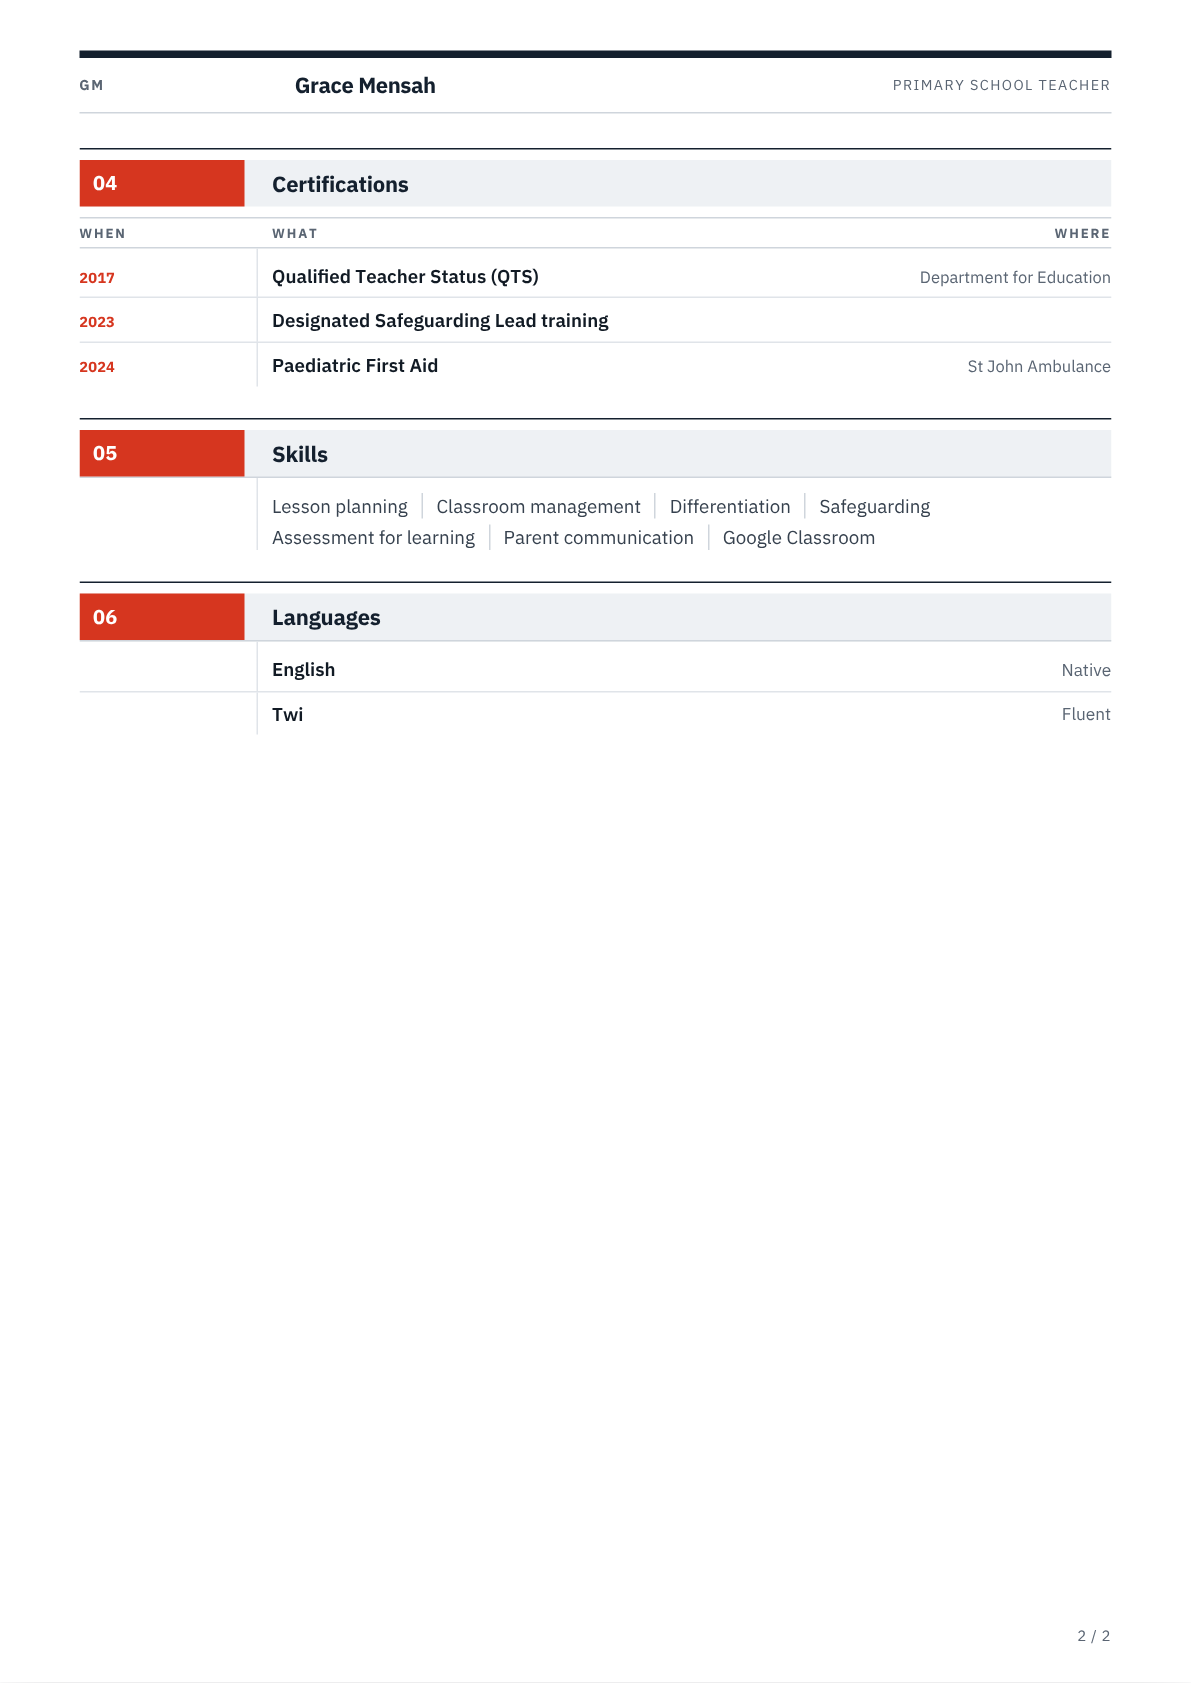 GM Grace Mensah PRIMARY SCHOOL TEACHER
04 Certifications
WHEN WHAT WHERE
2017 Qualified Teacher Status (QTS) Department for Education
2023 Designated Safeguarding Lead training
2024 Paediatric First Aid St John Ambulance
05 Skills
Lesson planning Classroom management Differentiation Safeguarding
Assessment for learning Parent communication Google Classroom
06 Languages
English Native
Twi Fluent
2 / 2